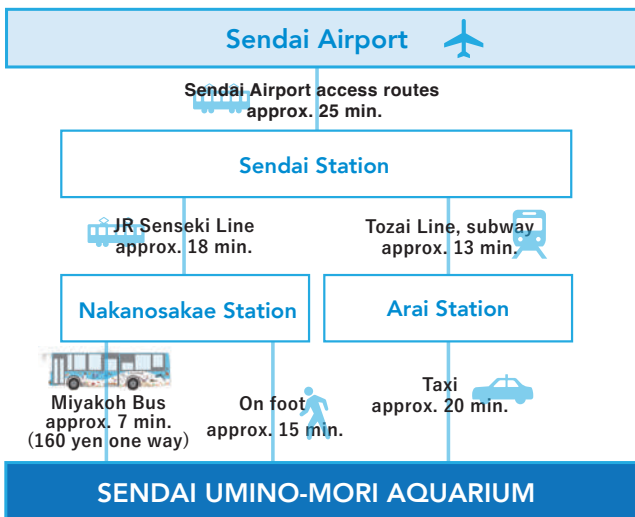 Sendai Airport
Sendai Airport access routes
approx. 25 min.
Sendai Station
JR Senseki Line
approx. 18 min.
Tozai Line, subway
approx. 13 min.
Nakanosakae Station
Arai Station
Miyakoh Bus
approx. 7 min.
(160 yen one way)
On foot
approx. 15 min.
Taxi
approx. 20 min.
SENDAI UMINO-MORI AQUARIUM